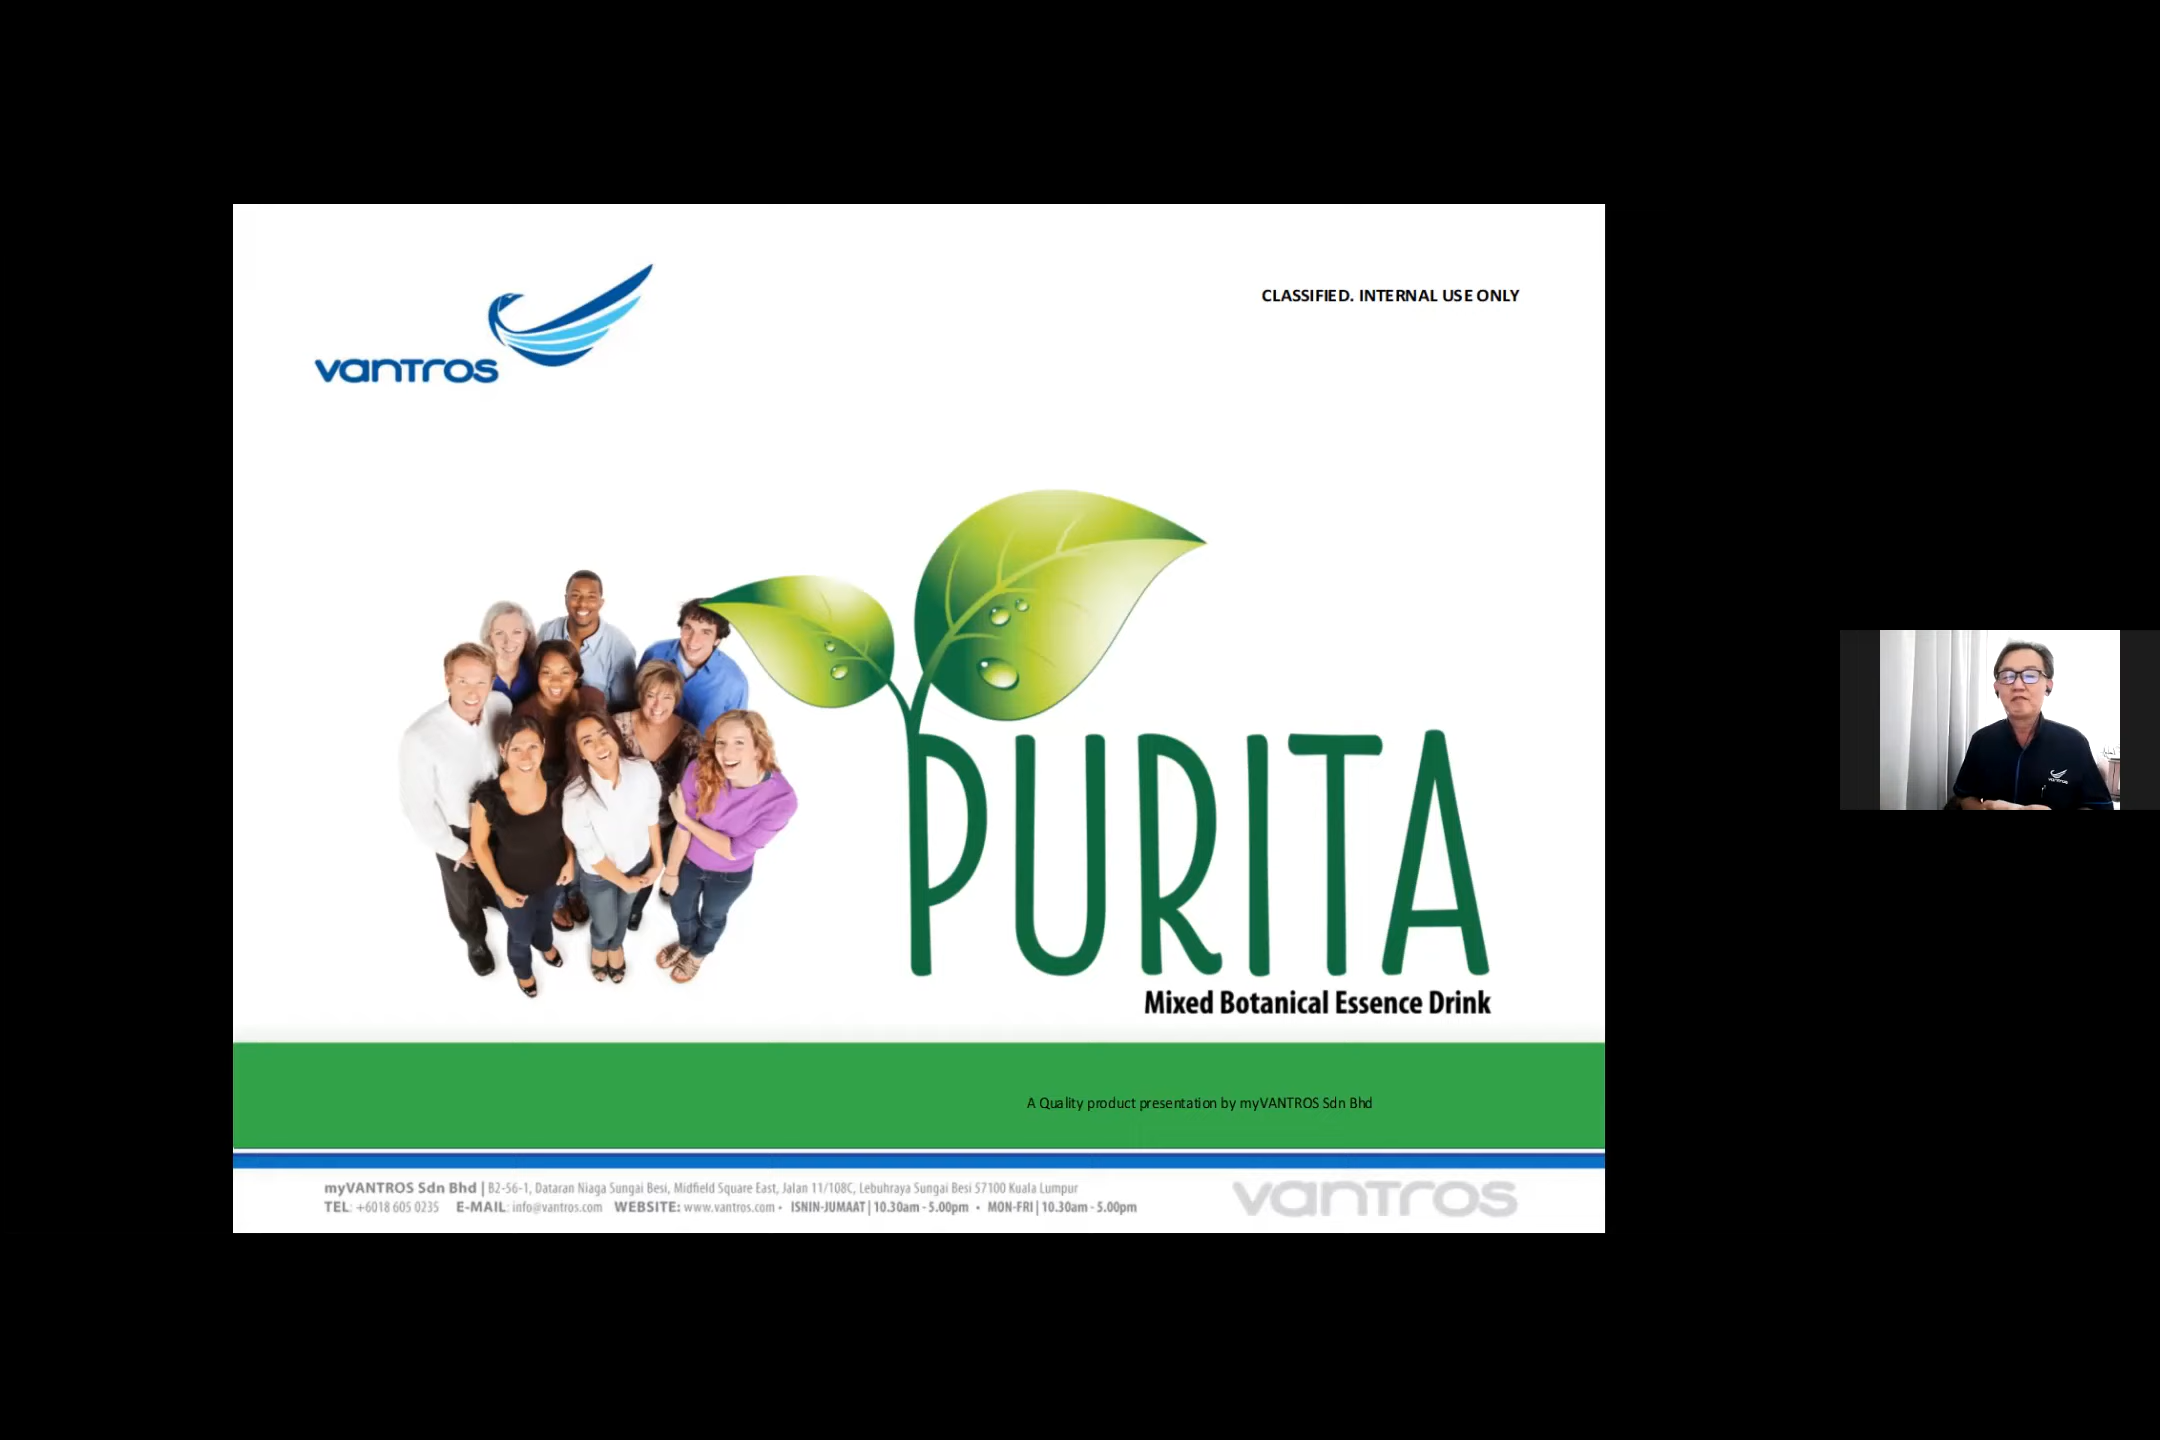 vantros
CLASSIFIED. INTERNAL USE ONLY
PURITA
Mixed Botanical Essence Drink
A Quality product presentation by myVANTROS Sdn Bhd
myVANTROS Sdn Bhd | B2-56-1, Dataran Niaga Sungai Besi, Midfield Square East, Jalan 11/108C, Lebuhraya Sungai Besi 57100 Kuala Lumpur
TEL: +6018 605 0235 E-MAIL: info@vantros.com WEBSITE: www.vantros.com • ISNIN-JUMAAT | 10.30am - 5.00pm • MON-FRI | 10.30am - 5.00pm
vantros
vantros